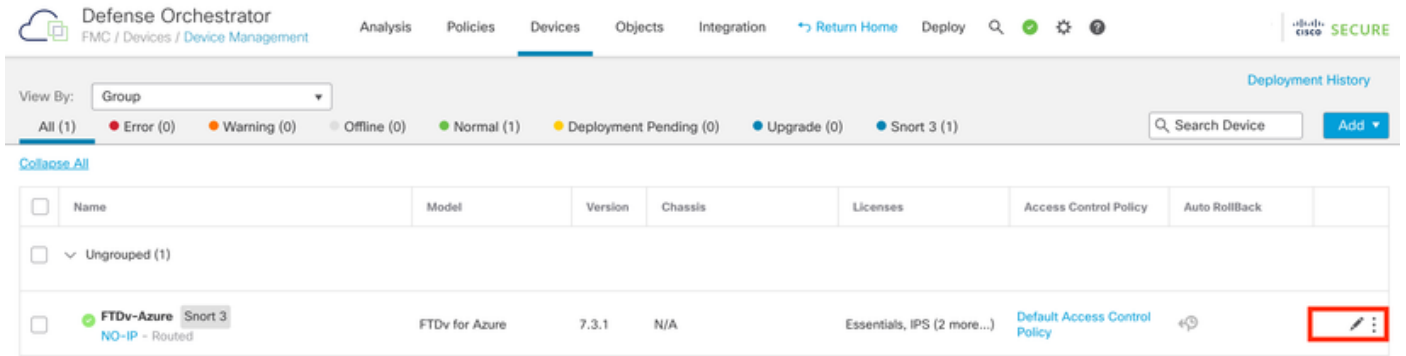 Defense Orchestrator
FMC / Devices / Device Management
Analysis Policies Devices Objects Integration Return Home Deploy
cisco SECURE
Deployment History
View By: Group
All (1) Error (0) Warning (0) Offline (0) Normal (1) Deployment Pending (0) Upgrade (0) Snort 3 (1) Search Device Add
Collapse All
Name Model Version Chassis Licenses Access Control Policy Auto RollBack
Ungrouped (1)
FTDv-Azure Snort 3
NO-IP - Routed
FTDv for Azure 7.3.1 N/A Essentials, IPS (2 more...)
Default Access Control
Policy